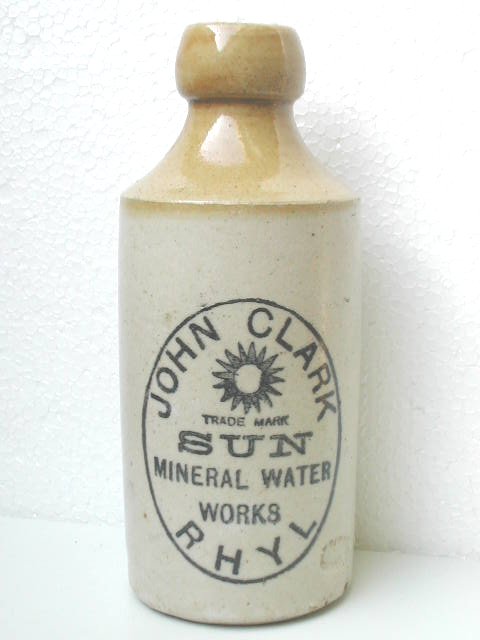 JOHN CLARK
TRADE MARK
SUN
MINERAL WATER
WORKS
RHYL